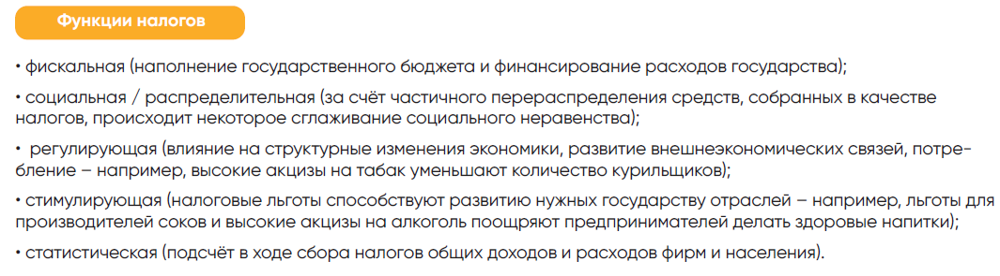 Функции налогов
• фискальная (наполнение государственного бюджета и финансирование расходов государства);
• социальная / распределительная (за счёт частичного перераспределения средств, собранных в качестве
налогов, происходит некоторое сглаживание социального неравенства);
• регулирующая (влияние на структурные изменения экономики, развитие внешнеэкономических связей, потре-
бление – например, высокие акцизы на табак уменьшают количество курильщиков);
• стимулирующая (налоговые льготы способствуют развитию нужных государству отраслей – например, льготы для
производителей соков и высокие акцизы на алкоголь поощряют предпринимателей делать здоровые напитки);
• статистическая (подсчёт в ходе сбора налогов общих доходов и расходов фирм и населения).